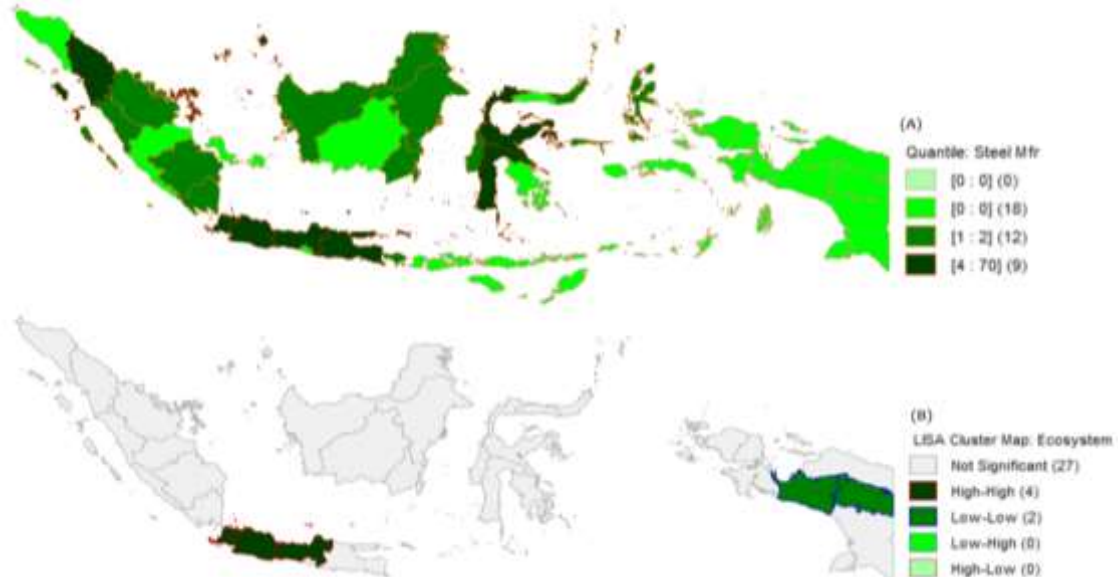 (A)
Quantile: Steel Mfr
[0 : 0] (0)
[0 : 0] (18)
[1 : 2] (12)
[4 : 70] (9)
(B)
LISA Cluster Map: Ecosystem
Not Significant (27)
High-High (4)
Low-Low (2)
Low-High (0)
High-Low (0)